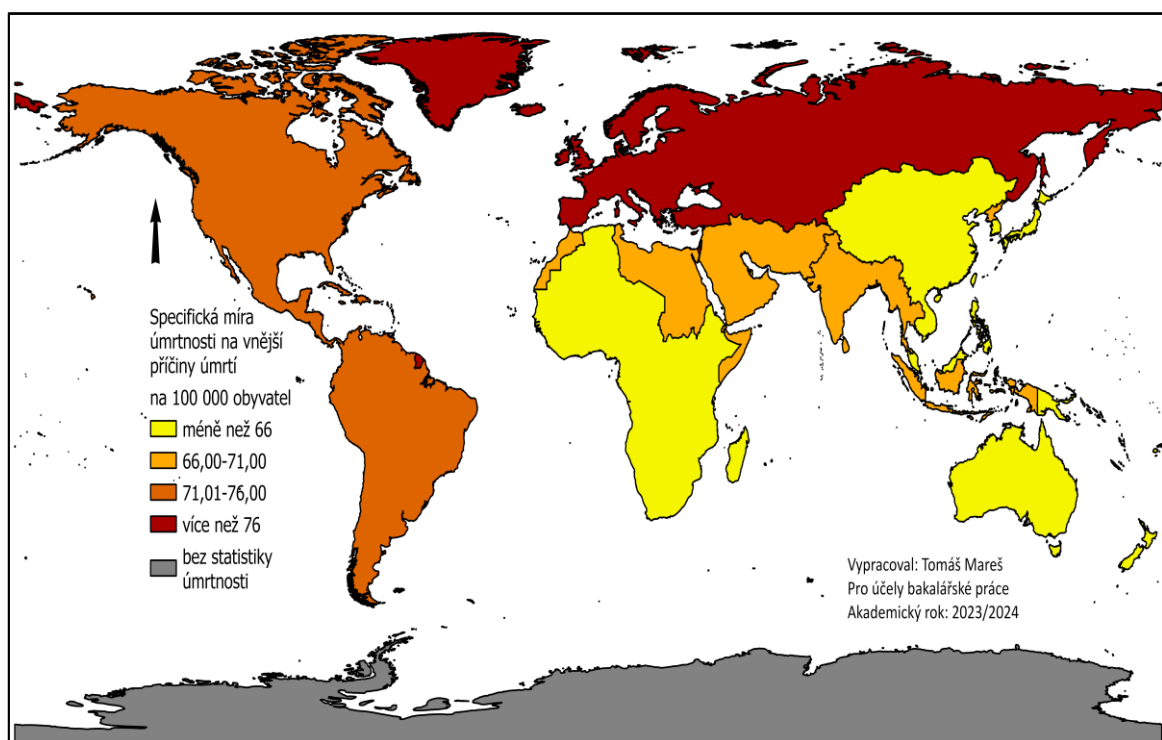 Specifická míra
úmrtnosti na vnější
příčiny úmrtí
na 100 000 obyvatel
méně než 66
66,00-71,00
71,01-76,00
více než 76
bez statistiky
úmrtnosti
Vypracoval: Tomáš Mareš
Pro účely bakalářské práce
Akademický rok: 2023/2024